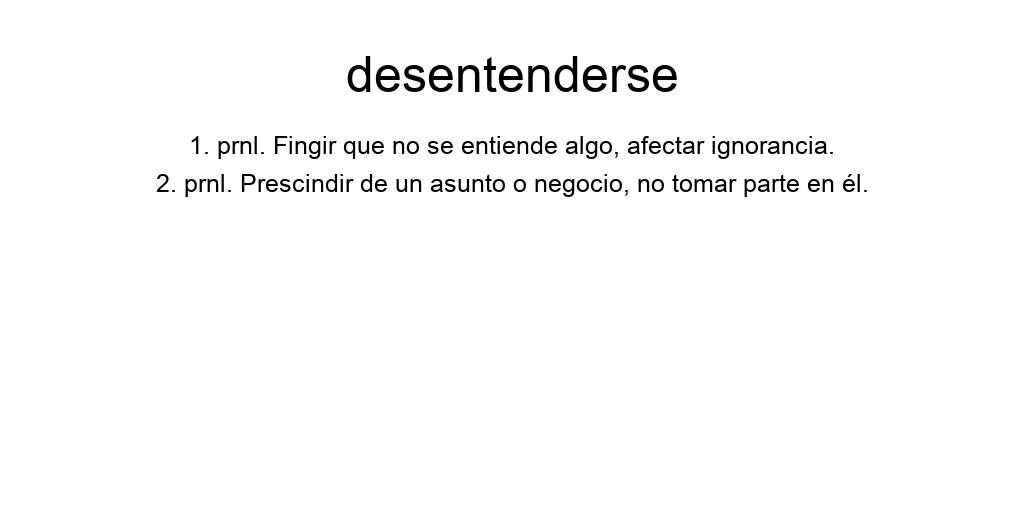 desentenderse
1. prnl. Fingir que no se entiende algo, afectar ignorancia.
2. prnl. Prescindir de un asunto o negocio, no tomar parte en él.